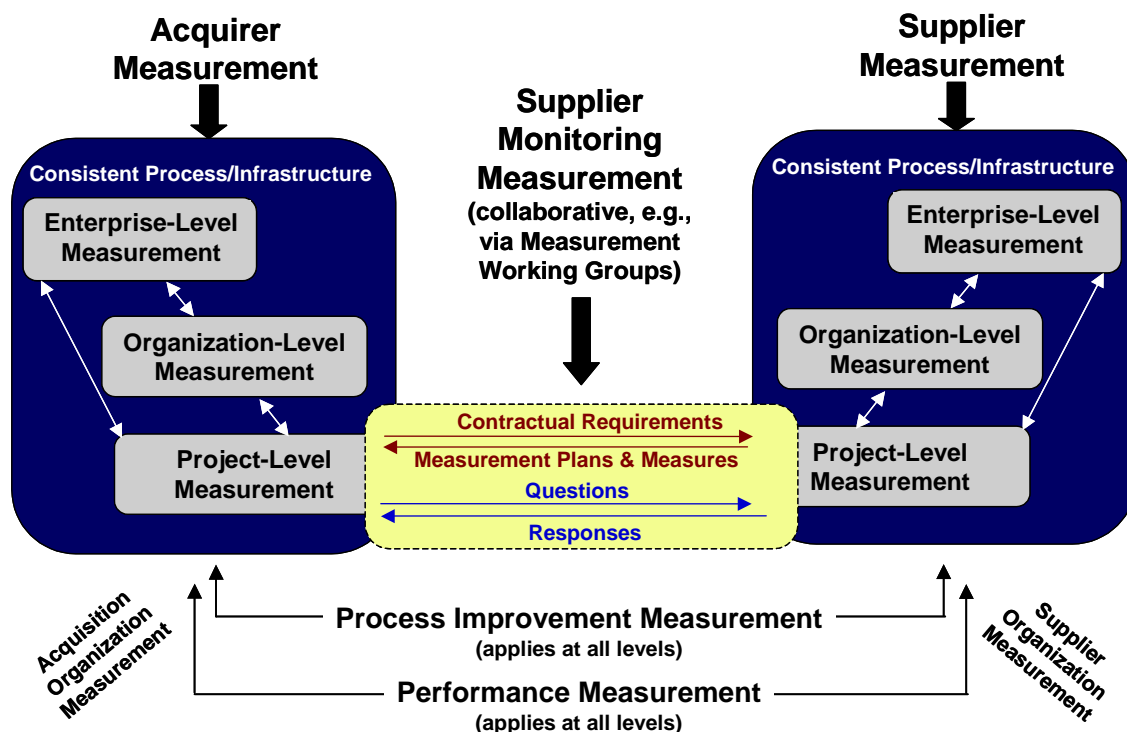 Acquirer
Measurement
Supplier
Measurement
Supplier
Monitoring
Measurement
(collaborative, e.g.,
via Measurement
Working Groups)
Consistent Process/Infrastructure
Enterprise-Level
Measurement
Organization-Level
Measurement
Project-Level
Measurement
Consistent Process/Infrastructure
Enterprise-Level
Measurement
Organization-Level
Measurement
Project-Level
Measurement
Contractual Requirements
Measurement Plans & Measures
Questions
Responses
Acquisition
Organization
Measurement
Process Improvement Measurement
(applies at all levels)
Performance Measurement
(applies at all levels)
Supplier
Organization
Measurement